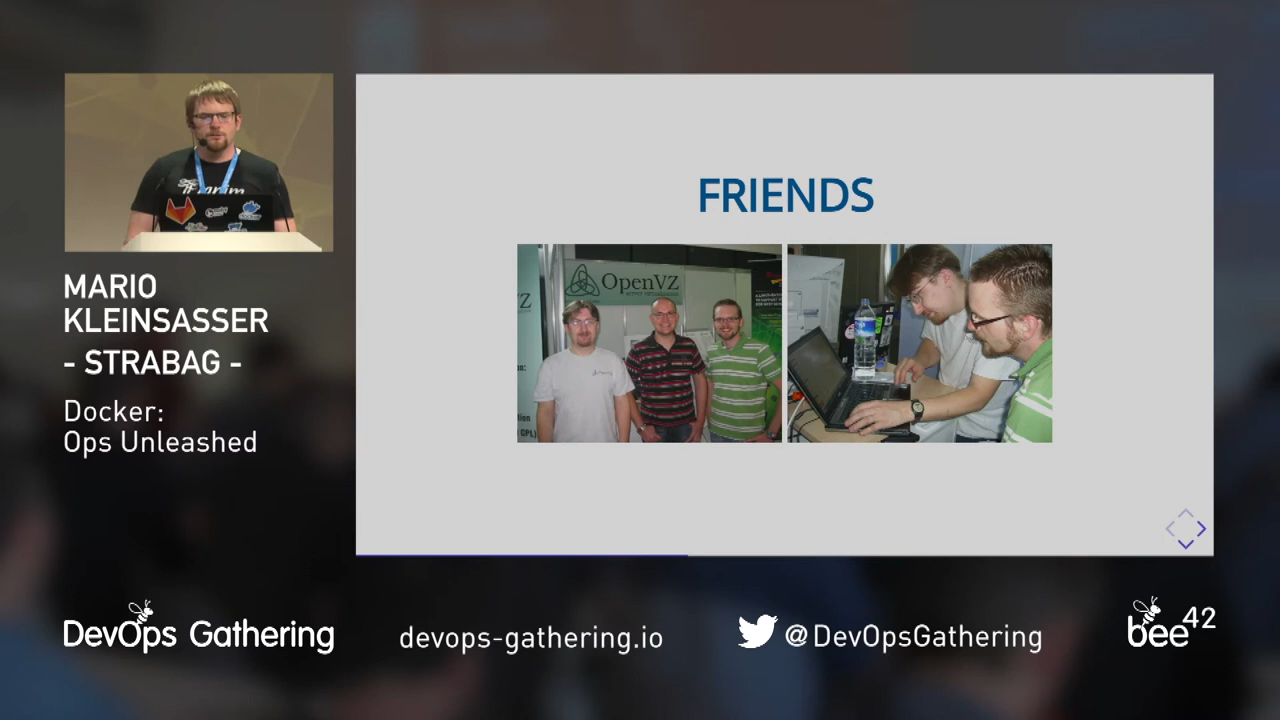 MARIO
KLEINSASSER
- STRABAG -
Docker:
Ops Unleashed
FRIENDS
OpenVZ
DevOps Gathering
devops-gathering.io
@DevOpsGathering
bee42